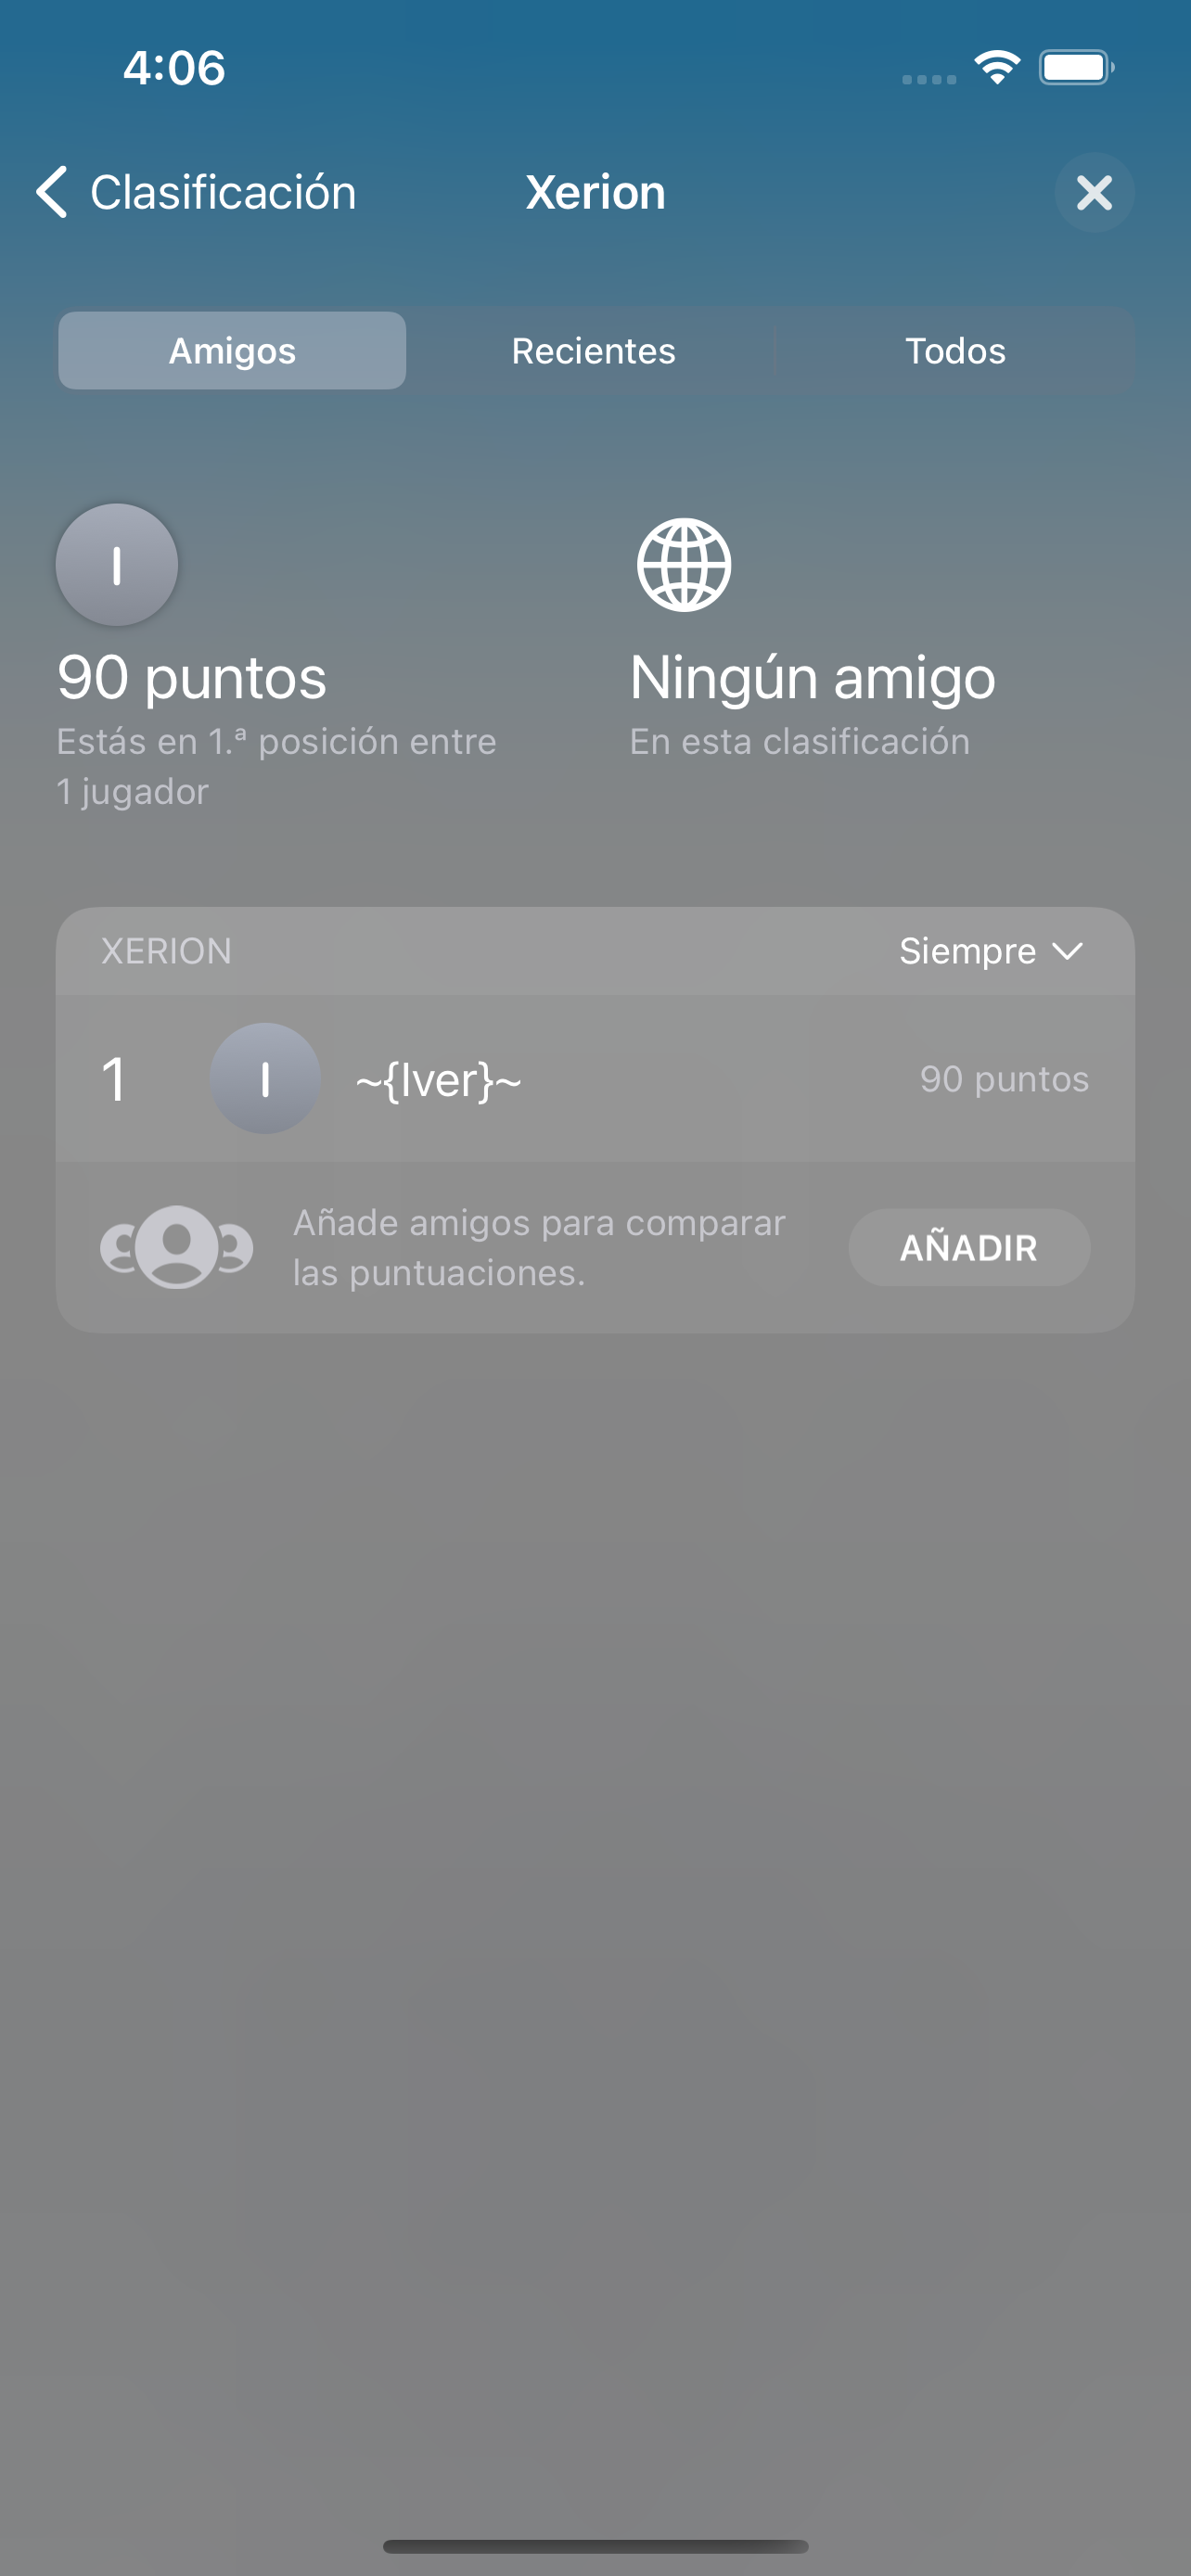 4:06
Clasificación
Xerion
Amigos
Recientes
Todos
I
90 puntos
Estás en 1.ª posición entre
1 jugador
Ningún amigo
En esta clasificación
XERION
Siempre
1
I
~{Iver}~
90 puntos
Añade amigos para comparar
las puntuaciones.
AÑADIR